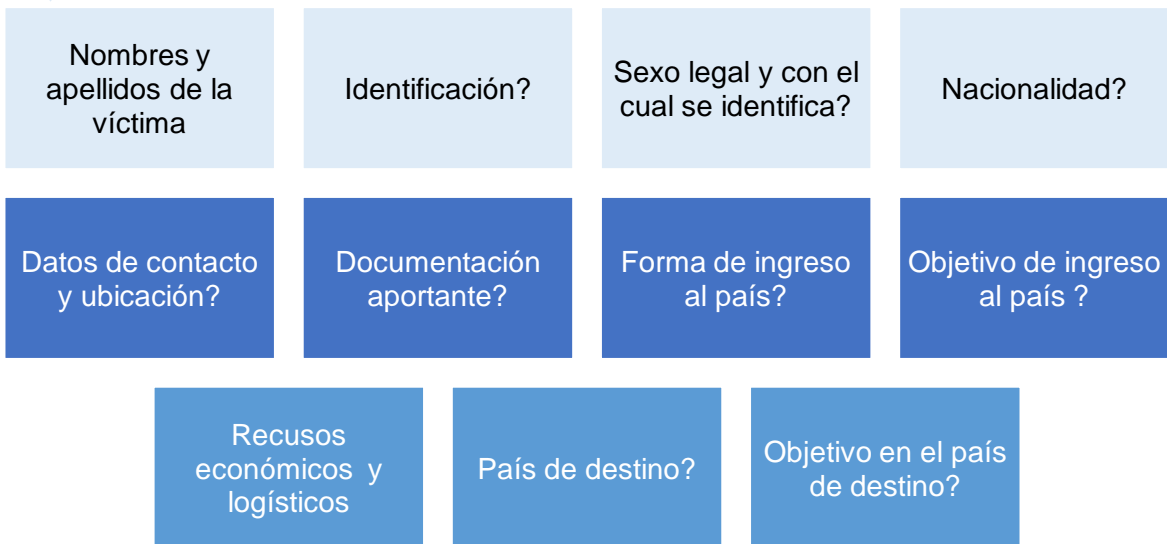 Nombres y
apellidos de la
víctima
Identificación?
Sexo legal y con el
cual se identifica?
Nacionalidad?
Datos de contacto
y ubicación?
Documentación
aportante?
Forma de ingreso
al país?
Objetivo de ingreso
al país ?
Recusos
económicos y
logísticos
País de destino?
Objetivo en el país
de destino?